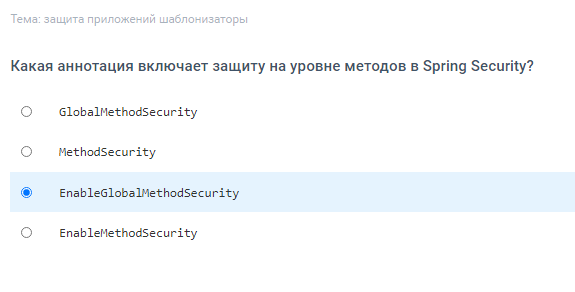 Тема: защита приложений шаблонизаторы
Какая аннотация включает защиту на уровне методов в Spring Security?
GlobalMethodSecurity
MethodSecurity
EnableGlobalMethodSecurity
EnableMethodSecurity